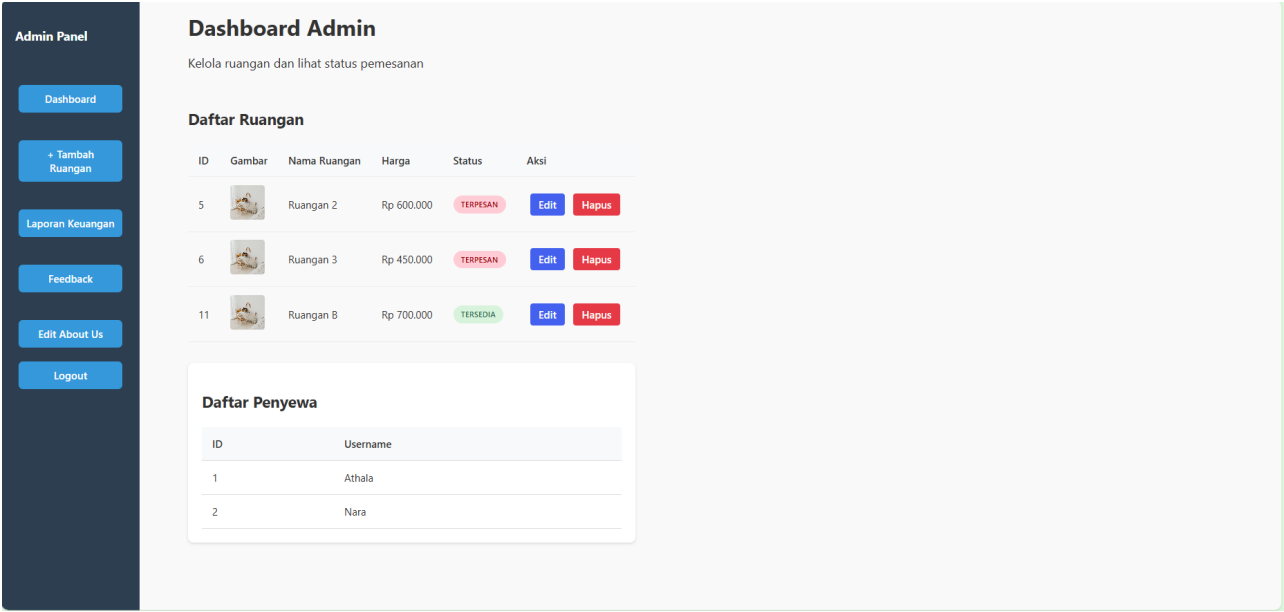 Admin Panel
Dashboard
+ Tambah
Ruangan
Laporan Keuangan
Feedback
Edit About Us
Logout
Dashboard Admin
Kelola ruangan dan lihat status pemesanan
Daftar Ruangan
ID Gambar Nama Ruangan Harga Status Aksi
5 Ruangan 2 Rp 600.000 TERPESAN Edit Hapus
6 Ruangan 3 Rp 450.000 TERPESAN Edit Hapus
11 Ruangan B Rp 700.000 TERSEDIA Edit Hapus
Daftar Penyewa
ID Username
1 Athala
2 Nara